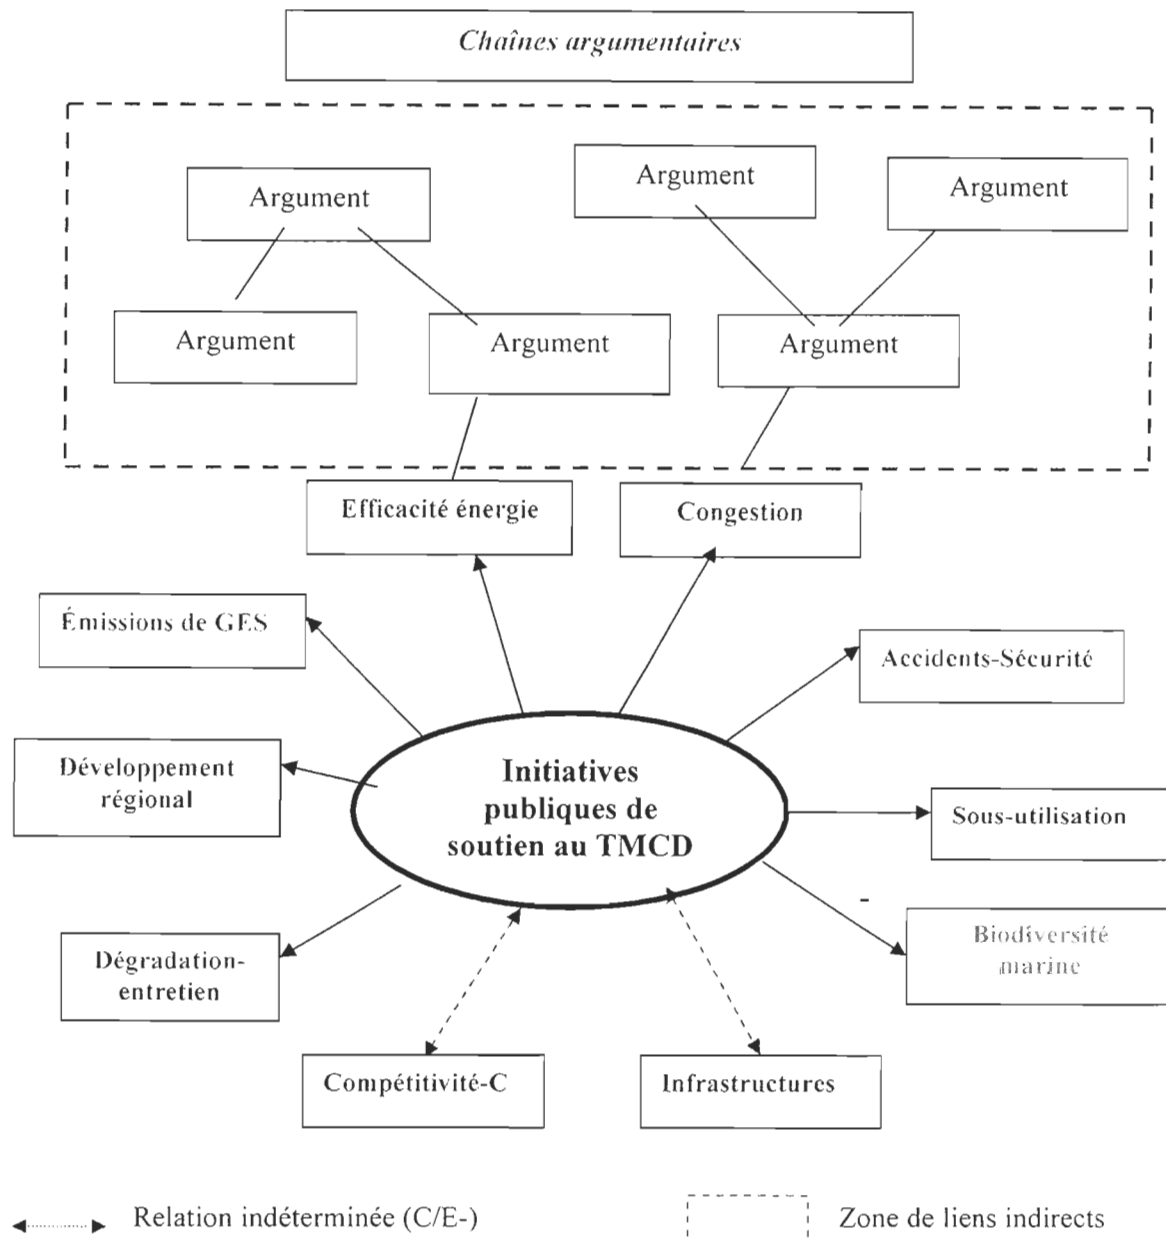 Chaînes argumentaires
Argument
Argument
Argument
Argument
Argument
Argument
Efficacité énergie
Congestion
Émissions de GES
Accidents-Sécurité
Développement
régional
Initiatives
publiques de
soutien au TMCD
Sous-utilisation
-
Biodiversité
marine
Dégradation-
entretien
Compétitivité-C
Infrastructures
Relation indéterminée (C/E-)
Zone de liens indirects